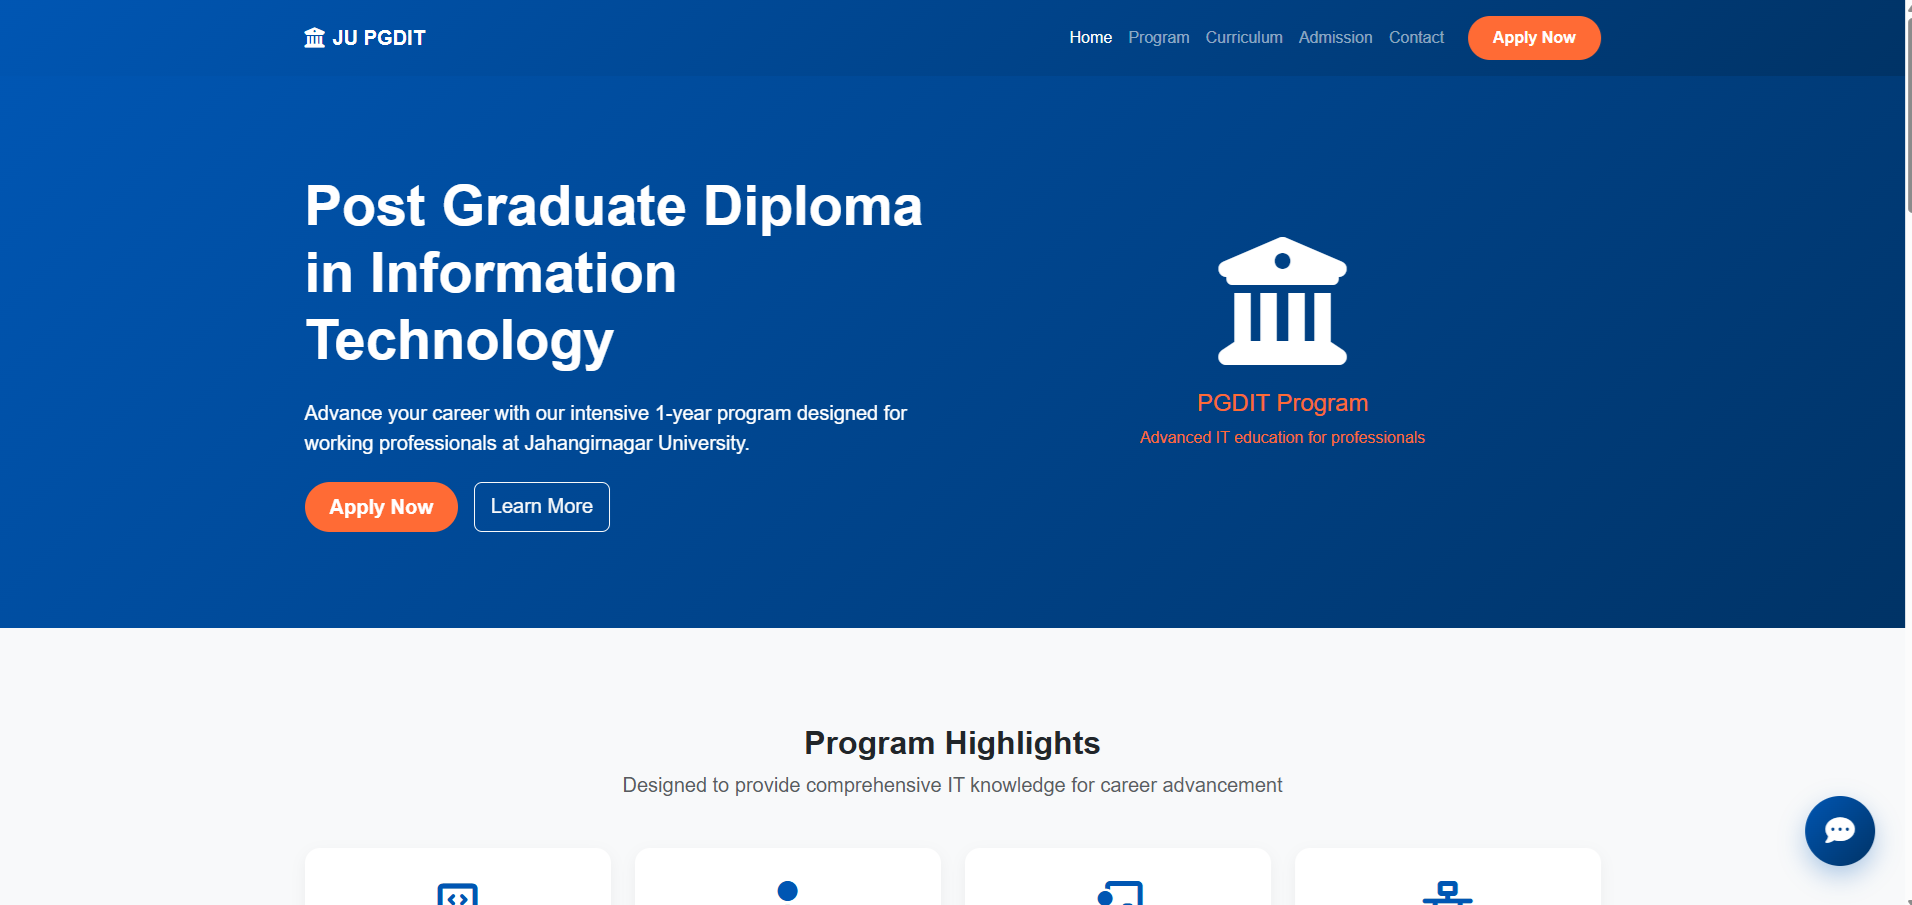 JU PGDIT
Home Program Curriculum Admission Contact Apply Now
Post Graduate Diploma
in Information
Technology
Advance your career with our intensive 1-year program designed for
working professionals at Jahangirnagar University.
Apply Now Learn More
PGDIT Program
Advanced IT education for professionals
Program Highlights
Designed to provide comprehensive IT knowledge for career advancement